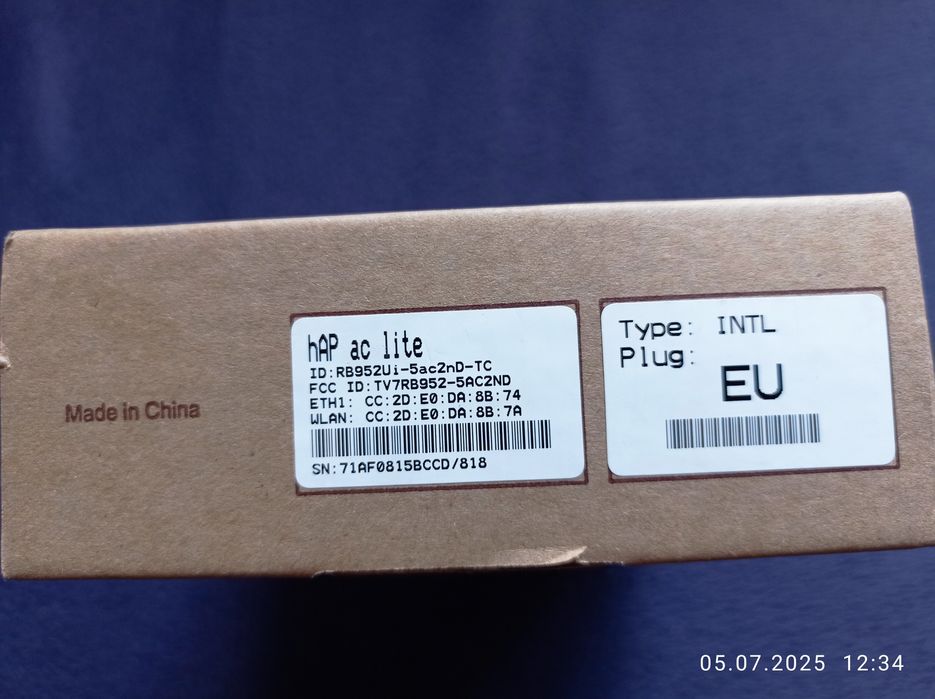 Made in China
hAP ac lite
ID:RB952Ui-5ac2nD-TC
FCC ID:TV7RB952-5AC2ND
ETH1: CC:2D:E0:DA:8B:74
WLAN: CC:2D:E0:DA:8B:7A
SN:71AF0815BCCD/818
Type: INTL
Plug:
EU
05.07.2025 12:34